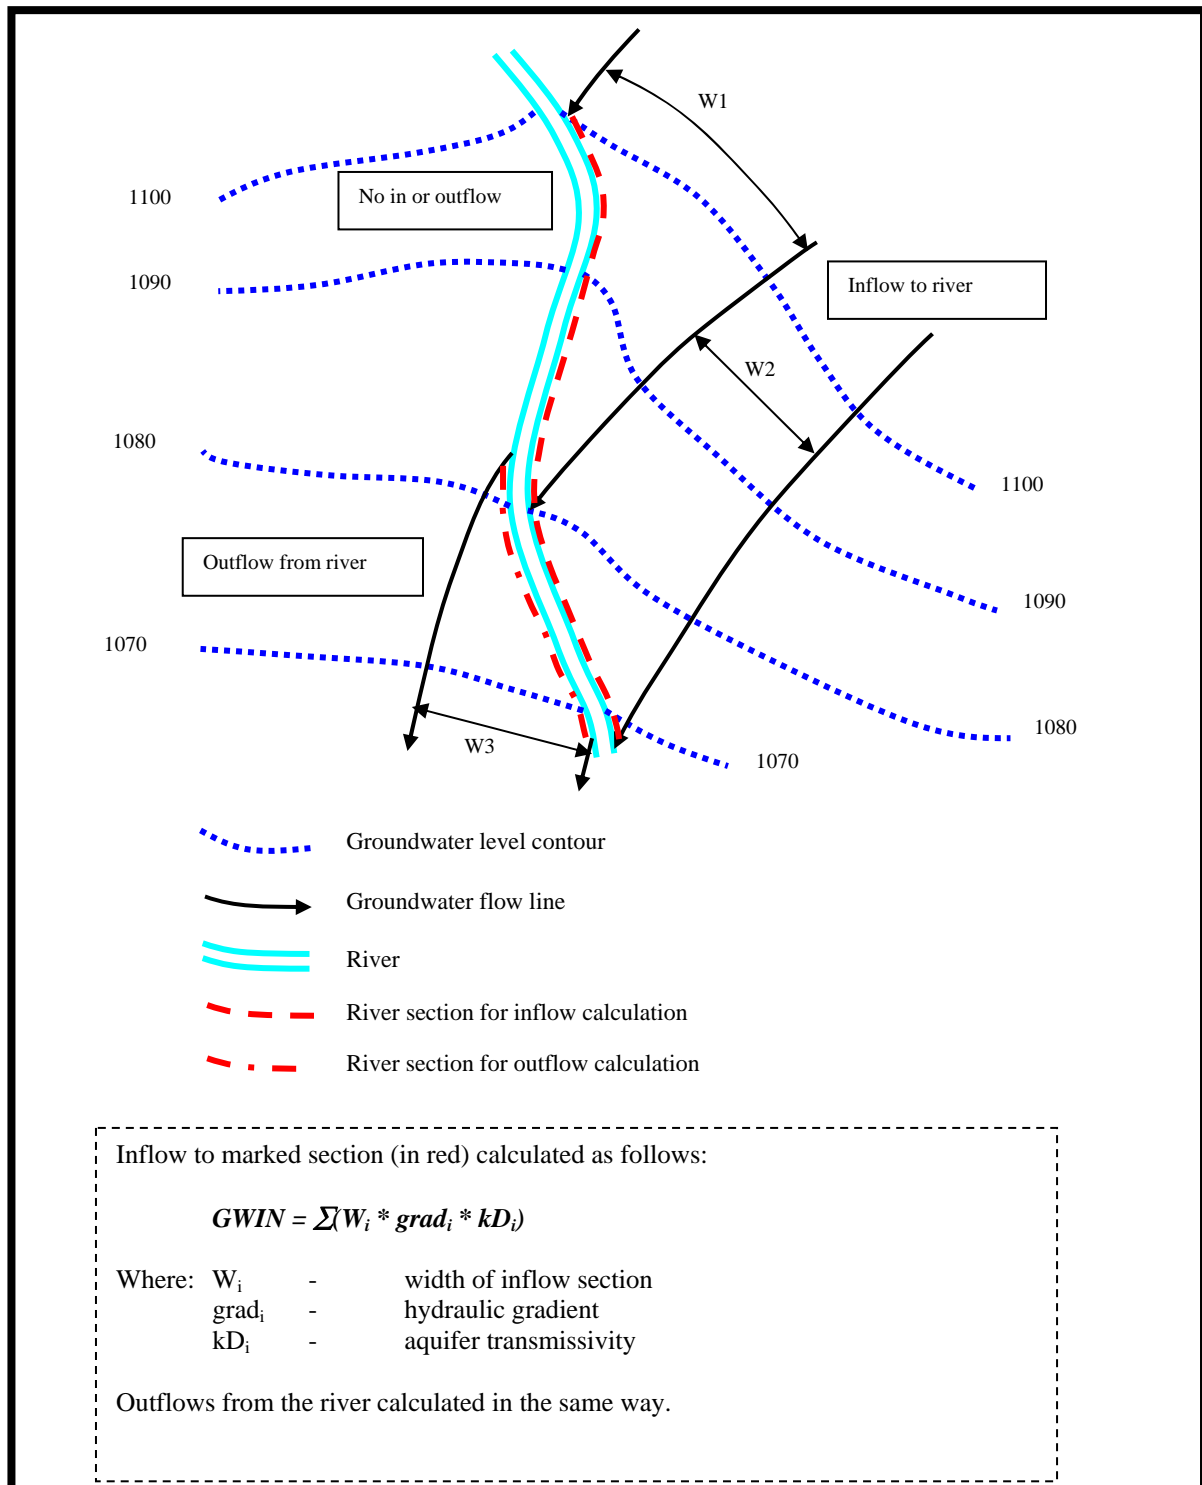 W1
1100
No in or outflow
1090
Inflow to river
W2
1080
1100
Outflow from river
1090
1070
1080
W3
1070
Groundwater level contour
Groundwater flow line
River
River section for inflow calculation
River section for outflow calculation
Inflow to marked section (in red) calculated as follows:
GWIN = Σ(Wi * gradi * kDi)
Where: Wi - width of inflow section
gradi - hydraulic gradient
kDi - aquifer transmissivity
Outflows from the river calculated in the same way.